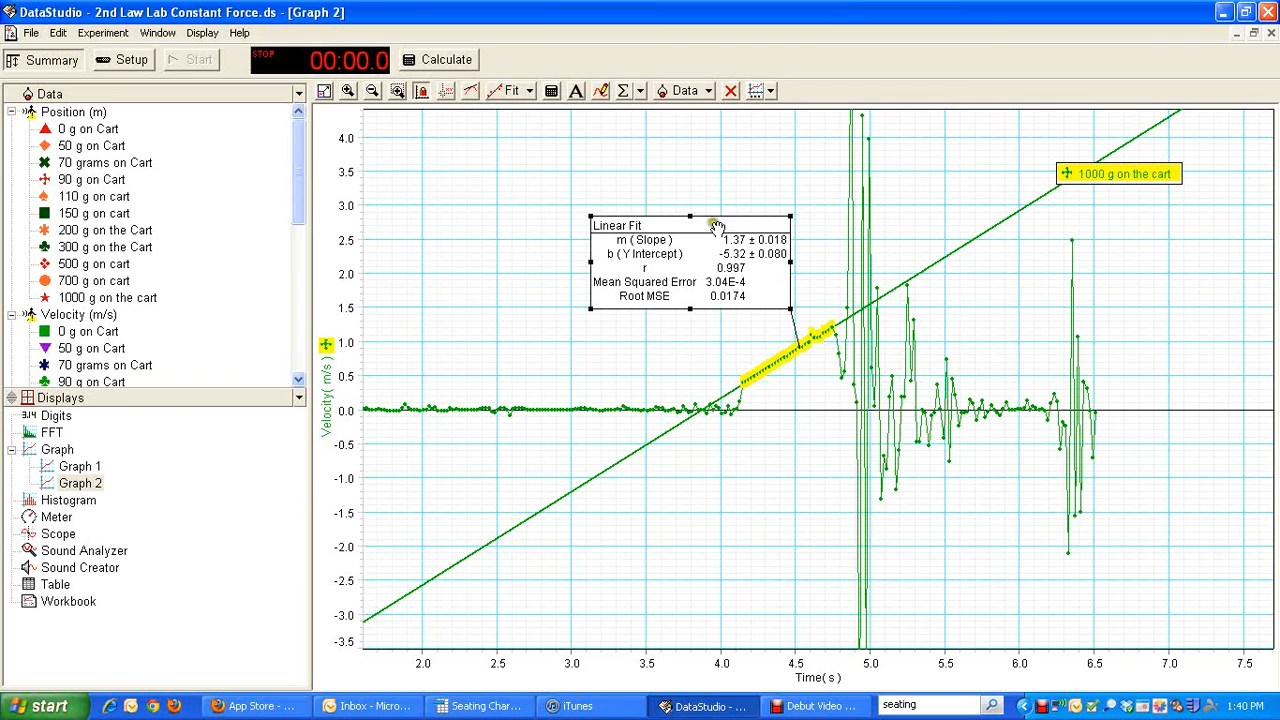 DataStudio - 2nd Law Lab Constant Force.ds - [Graph 2]
File Edit Experiment Window Display Help
Summary Setup Start STOP 00:00.0 Calculate
Data
Fit A Σ Data
Position (m)
0 g on Cart
50 g on Cart
70 grams on Cart
90 g on Cart
110 g on Cart
150 g on Cart
200 g on the Cart
300 g on the Cart
500 g on the Cart
700 g on the Cart
1000 g on the cart
Velocity (m/s)
0 g on Cart
50 g on Cart
70 grams on Cart
90 g on Cart
Displays
3.14 Digits
FFT
Graph
Graph 1
Graph 2
Histogram
Meter
Scope
Sound Analyzer
Sound Creator
Table
Workbook
1000 g on the cart
Linear Fit
m ( Slope ) 1.37 ± 0.018
b ( Y Intercept ) -5.32 ± 0.080
r 0.997
Mean Squared Error 3.04E-4
Root MSE 0.0174
Velocity( m/s )
4.0
3.5
3.0
2.5
2.0
1.5
1.0
0.5
0.0
-0.5
-1.0
-1.5
-2.0
-2.5
-3.0
-3.5
2.0 2.5 3.0 3.5 4.0 4.5 5.0 5.5 6.0 6.5 7.0 7.5
Time( s )
start App Store - ... Inbox - Micro... Seating Char... iTunes DataStudio - ... Debut Video ... seating 1:40 PM